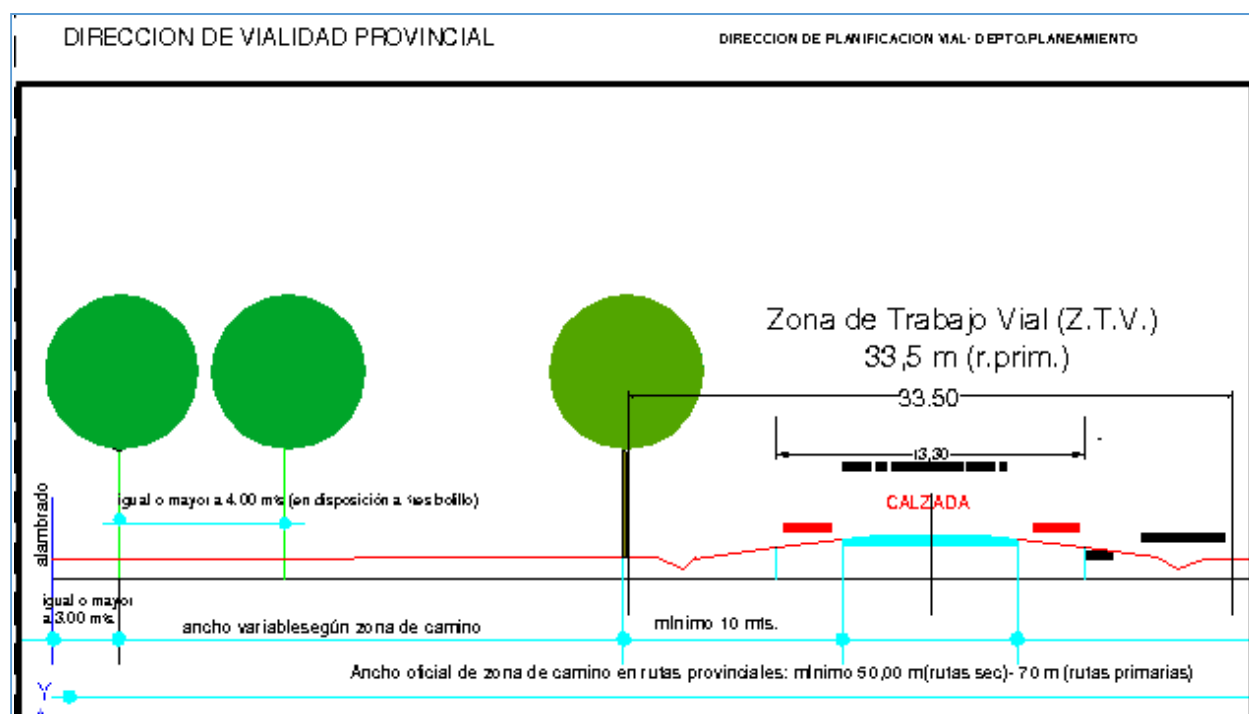 DIRECCION DE VIALIDAD PROVINCIAL
DIRECCION DE PLANIFICACION VIAL- DEPTO.PLANEAMIENTO
Zona de Trabajo Vial (Z.T.V.)
33,5 m (r.prim.)
33.50
13,30
igual o mayor a 4.00 mts (en disposición a tresbolillo)
CALZADA
alambrado
igual o mayor
a 3.00 mts.
ancho variablesegún zona de camino
mínimo 10 mts.
Ancho oficial de zona de camino en rutas provinciales: mínimo 50,00 m(rutas sec)- 70 m (rutas primarias)
Y